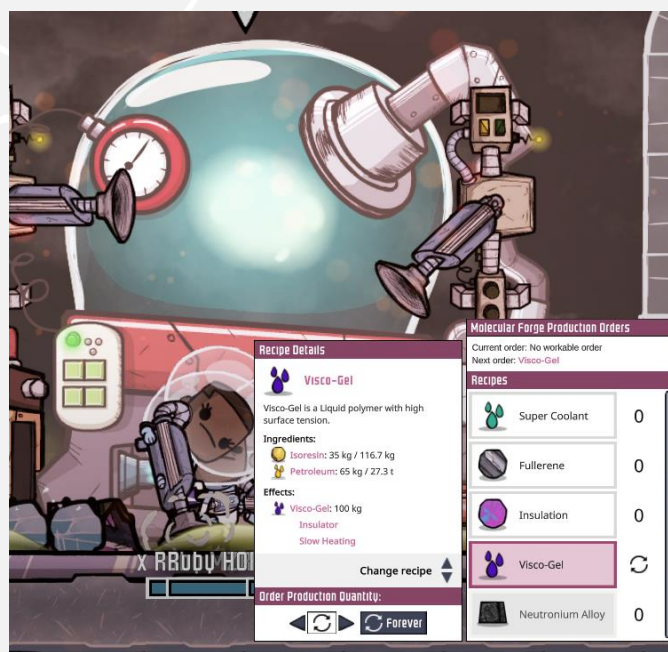 Molecular Forge Production Orders
Current order: No workable order
Next order: Visco-Gel
Recipes
Super Coolant 0
Fullerene 0
Insulation 0
Visco-Gel
Neutronium Alloy 0
Recipe Details
Visco-Gel
Visco-Gel is a Liquid polymer with high
surface tension.
Ingredients:
Isoresin: 35 kg / 116.7 kg
Petroleum: 65 kg / 27.3 t
Effects:
Visco-Gel: 100 kg
Insulator
Slow Heating
Change recipe
Order Production Quantity:
Forever